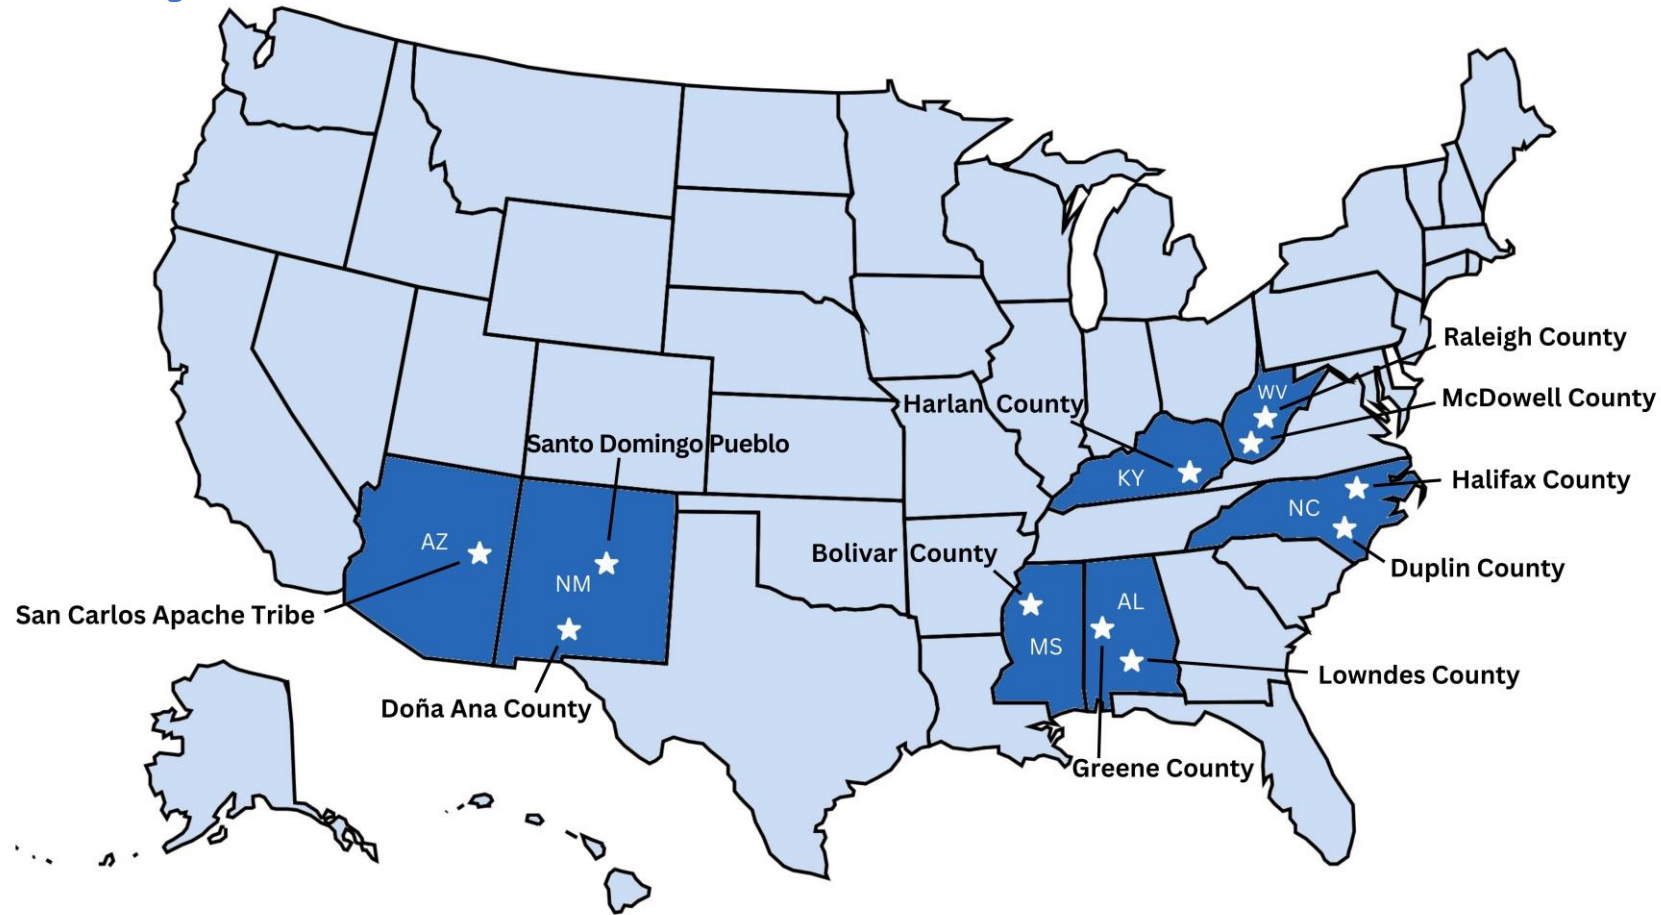 Raleigh County
WV
McDowell County
Harlan County
Santo Domingo Pueblo
KY
Halifax County
NC
AZ
Bolivar County
Duplin County
NM
San Carlos Apache Tribe
AL
MS
Lowndes County
Doña Ana County
Greene County